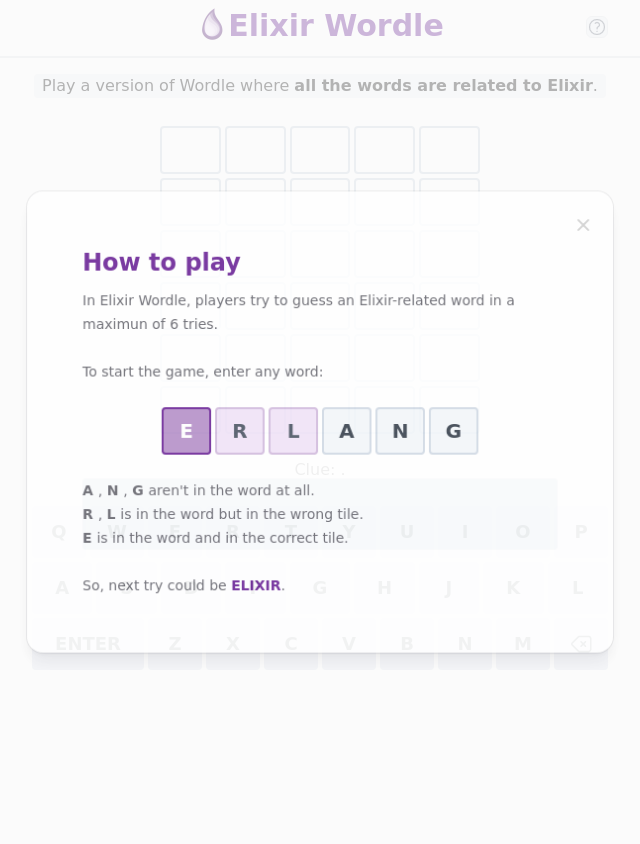 Elixir Wordle
Play a version of Wordle where all the words are related to Elixir.
How to play
In Elixir Wordle, players try to guess an Elixir-related word in a
maximun of 6 tries.
To start the game, enter any word:
E R L A N G
Clue: .
A , N , G aren't in the word at all.
R , L is in the word but in the wrong tile.
E is in the word and in the correct tile.
So, next try could be ELIXIR.
Q W E R T Y U I O P
A G H J K L
ENTER Z X C V B N M